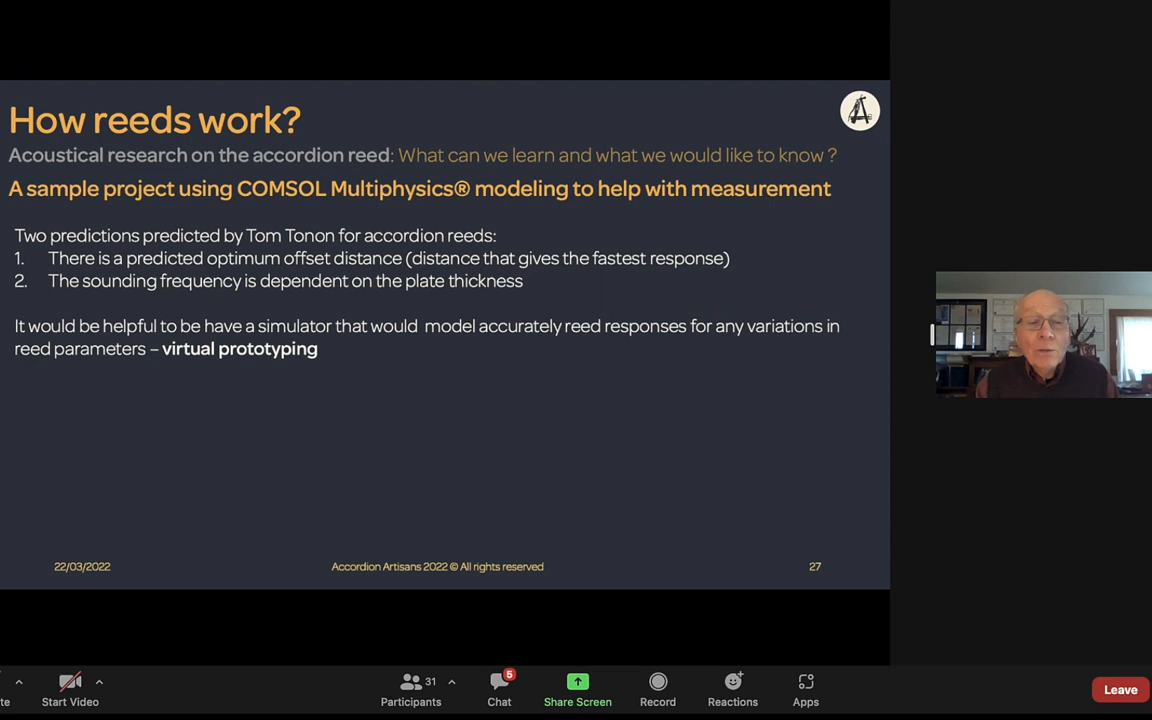 How reeds work?
Acoustical research on the accordion reed: What can we learn and what we would like to know ?
A sample project using COMSOL Multiphysics® modeling to help with measurement
Two predictions predicted by Tom Tonon for accordion reeds:
1. There is a predicted optimum offset distance (distance that gives the fastest response)
2. The sounding frequency is dependent on the plate thickness
It would be helpful to be have a simulator that would model accurately reed responses for any variations in
reed parameters – virtual prototyping
22/03/2022 Accordion Artisans 2022 © All rights reserved 27
31 5
te Start Video Participants Chat Share Screen Record Reactions Apps Leave